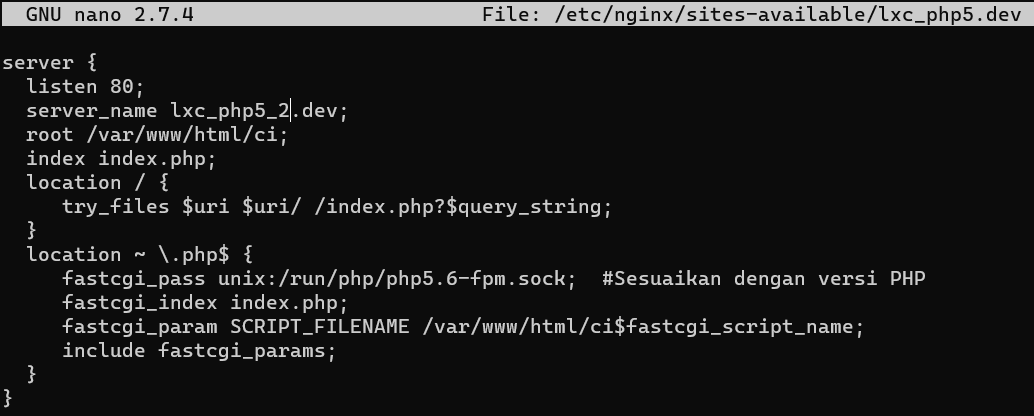 GNU nano 2.7.4 File: /etc/nginx/sites-available/lxc_php5.dev
server {
listen 80;
server_name lxc_php5_2.dev;
root /var/www/html/ci;
index index.php;
location / {
try_files $uri $uri/ /index.php?$query_string;
}
location ~ \.php$ {
fastcgi_pass unix:/run/php/php5.6-fpm.sock; #Sesuaikan dengan versi PHP
fastcgi_index index.php;
fastcgi_param SCRIPT_FILENAME /var/www/html/ci$fastcgi_script_name;
include fastcgi_params;
}
}